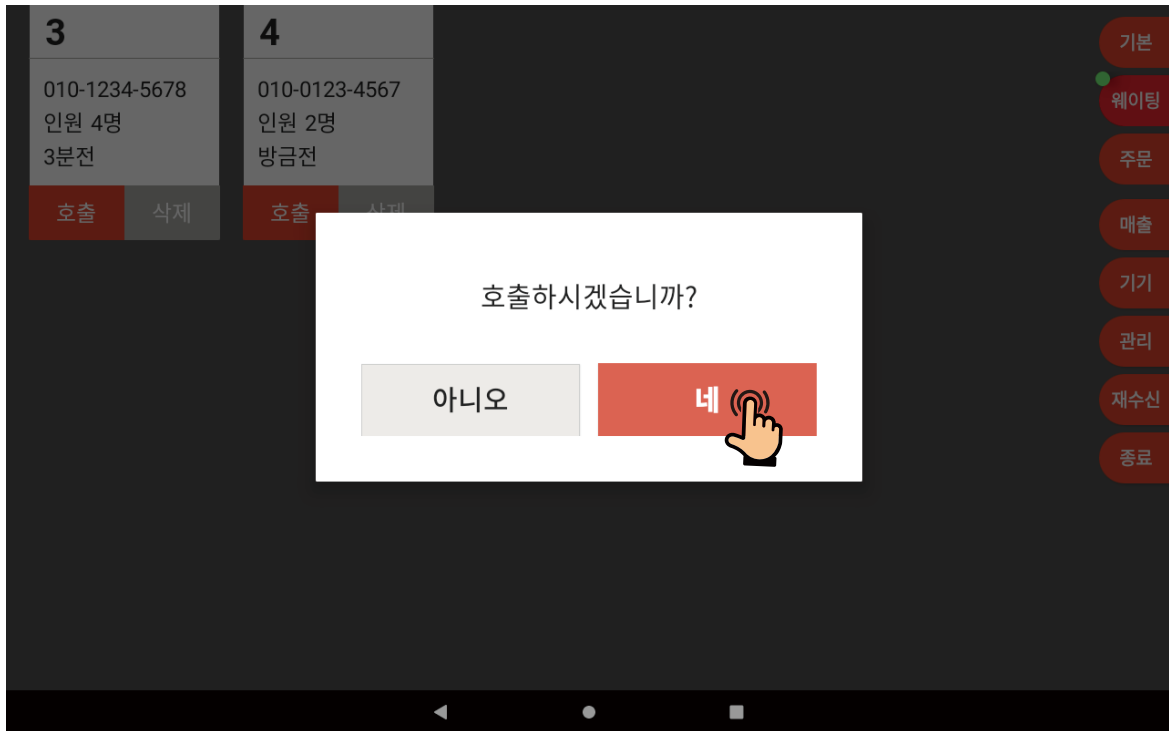 3
010-1234-5678
인원 4명
3분전
호출
삭제
4
010-0123-4567
인원 2명
방금전
호출
삭제
호출하시겠습니까?
아니오
네
기본
웨이팅
주문
매출
기기
관리
재수신
종료